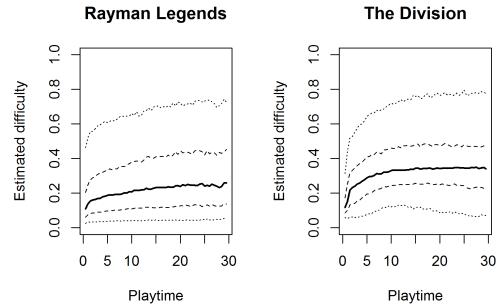 Rayman Legends
Estimated difficulty
0.0 0.2 0.4 0.6 0.8 1.0
0 5 10 20 30
Playtime
The Division
Estimated difficulty
0.0 0.2 0.4 0.6 0.8 1.0
0 5 10 20 30
Playtime